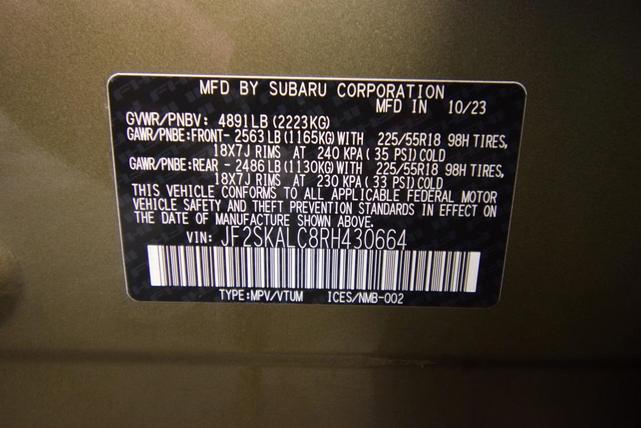 MFD BY SUBARU CORPORATION
MFD IN 10/23
GVWR/PNBV: 4891LB(2223KG)
GAWR/PNBE:FRONT- 2563LB(1165KG)WITH 225/55R18 98H TIRES,
18X7J RIMS AT 240 KPA(35 PSI)COLD
GAWR/PNBE:REAR - 2486LB(1130KG)WITH 225/55R18 98H TIRES,
18X7J RIMS AT 230 KPA(33 PSI)COLD
THIS VEHICLE CONFORMS TO ALL APPLICABLE FEDERAL MOTOR
VEHICLE SAFETY AND THEFT PREVENTION STANDARDS IN EFFECT ON
THE DATE OF MANUFACTURE SHOWN ABOVE.
VIN: JF2SKALC8RH430664
TYPE:MPV/VTUM ICES/NMB-002